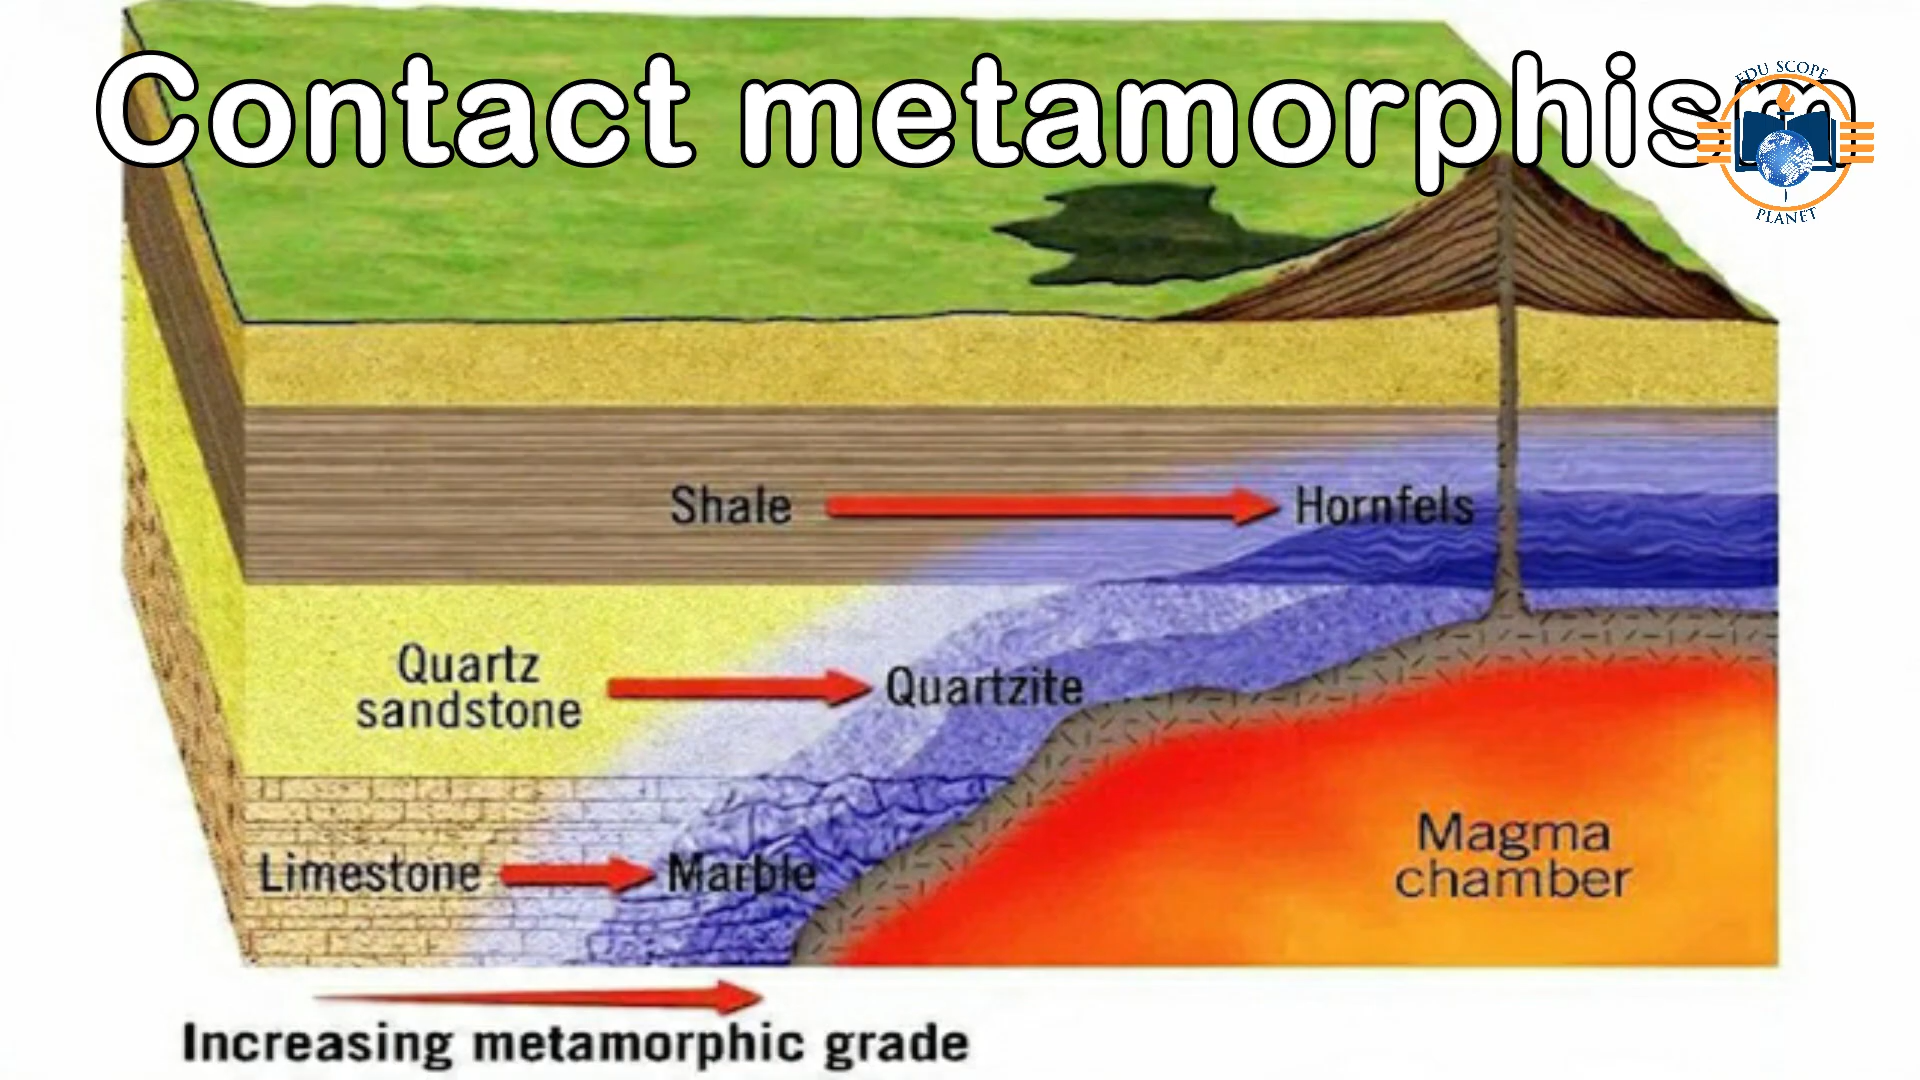 Contact metamorphism
EDU SCOPE
PLANET
Shale
Hornfels
Quartz
sandstone
Quartzite
Limestone
Marble
Magma
chamber
Increasing metamorphic grade